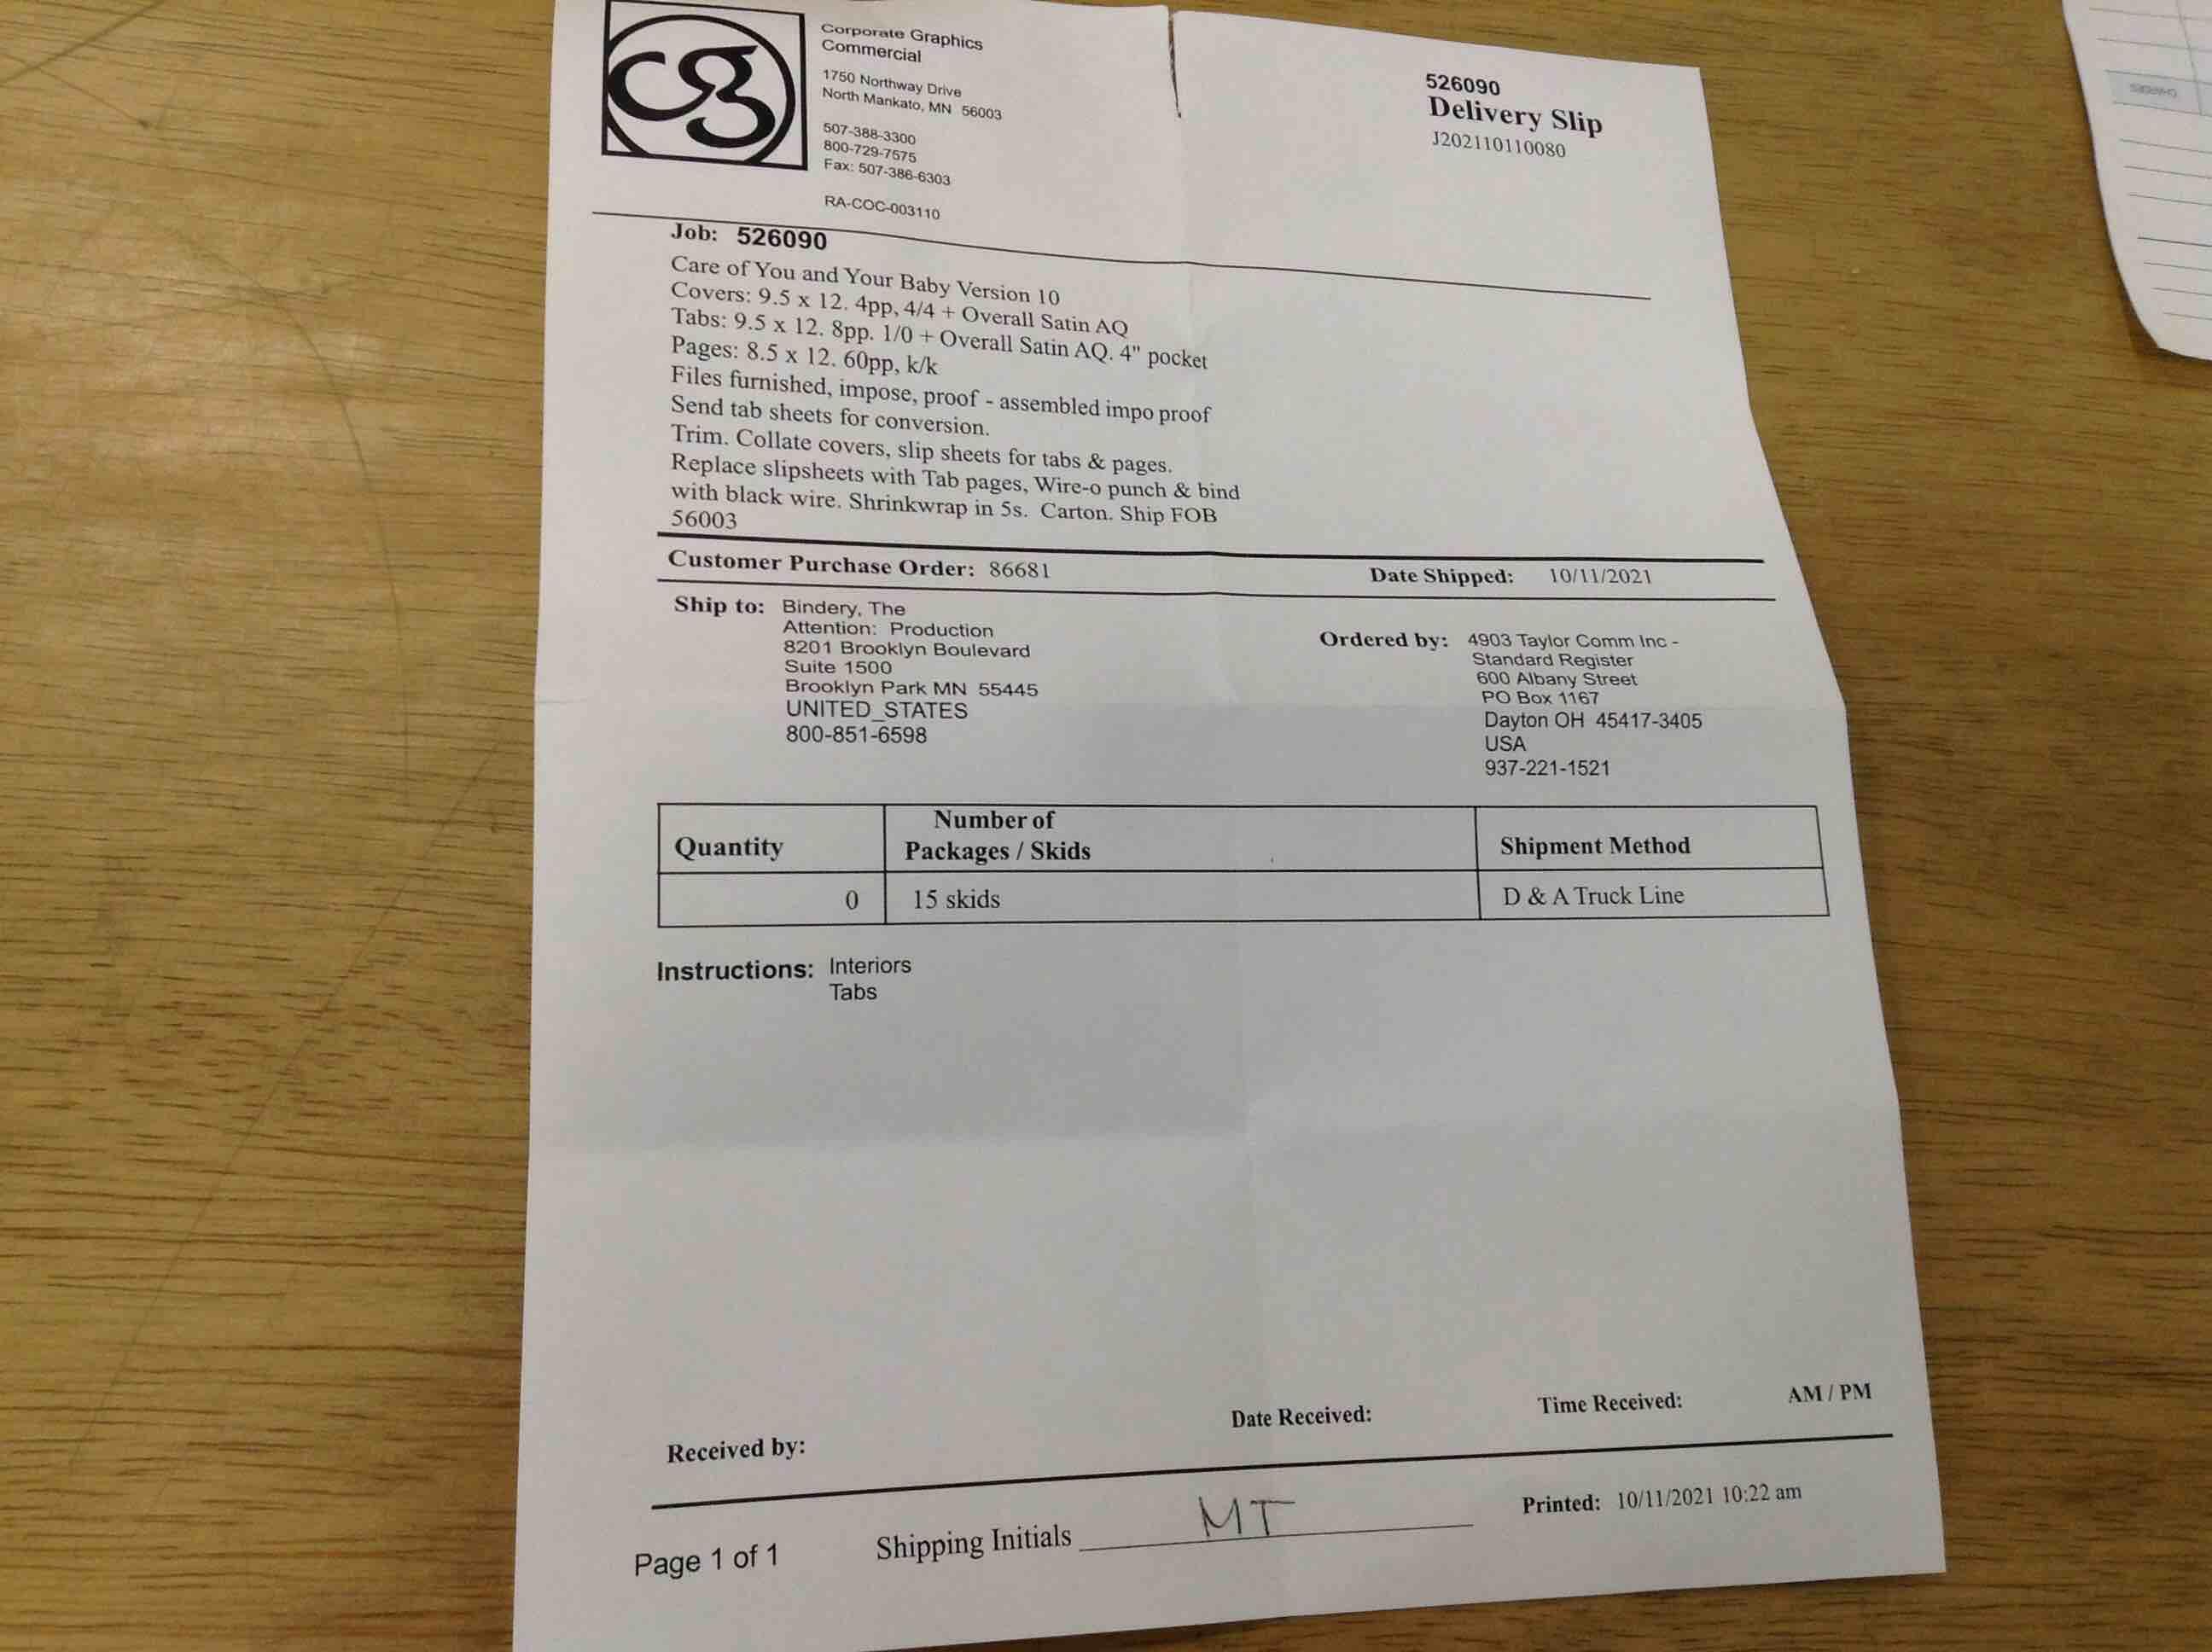 cg
Corporate Graphics
Commercial
1750 Northway Drive
North Mankato, MN 56003
507-388-3300
800-729-7575
Fax: 507-386-6303
RA-COC-003110
526090
Delivery Slip
J202110110080
Job: 526090
Care of You and Your Baby Version 10
Covers: 9.5 x 12. 4pp, 4/4 + Overall Satin AQ
Tabs: 9.5 x 12. 8pp. 1/0 + Overall Satin AQ. 4" pocket
Pages: 8.5 x 12. 60pp, k/k
Files furnished, impose, proof - assembled impo proof
Send tab sheets for conversion.
Trim. Collate covers, slip sheets for tabs & pages.
Replace slipsheets with Tab pages, Wire-o punch & bind
with black wire. Shrinkwrap in 5s. Carton. Ship FOB
56003
Customer Purchase Order: 86681
Date Shipped: 10/11/2021
Ship to: Bindery, The
Attention: Production
8201 Brooklyn Boulevard
Suite 1500
Brooklyn Park MN 55445
UNITED_STATES
800-851-6598
Ordered by: 4903 Taylor Comm Inc -
Standard Register
600 Albany Street
PO Box 1167
Dayton OH 45417-3405
USA
937-221-1521
Quantity
Number of
Packages / Skids
Shipment Method
0
15 skids
D & A Truck Line
Instructions: Interiors
Tabs
Received by:
Date Received:
Time Received:
AM / PM
Page 1 of 1
Shipping Initials MT
Printed: 10/11/2021 10:22 am
CHARGES